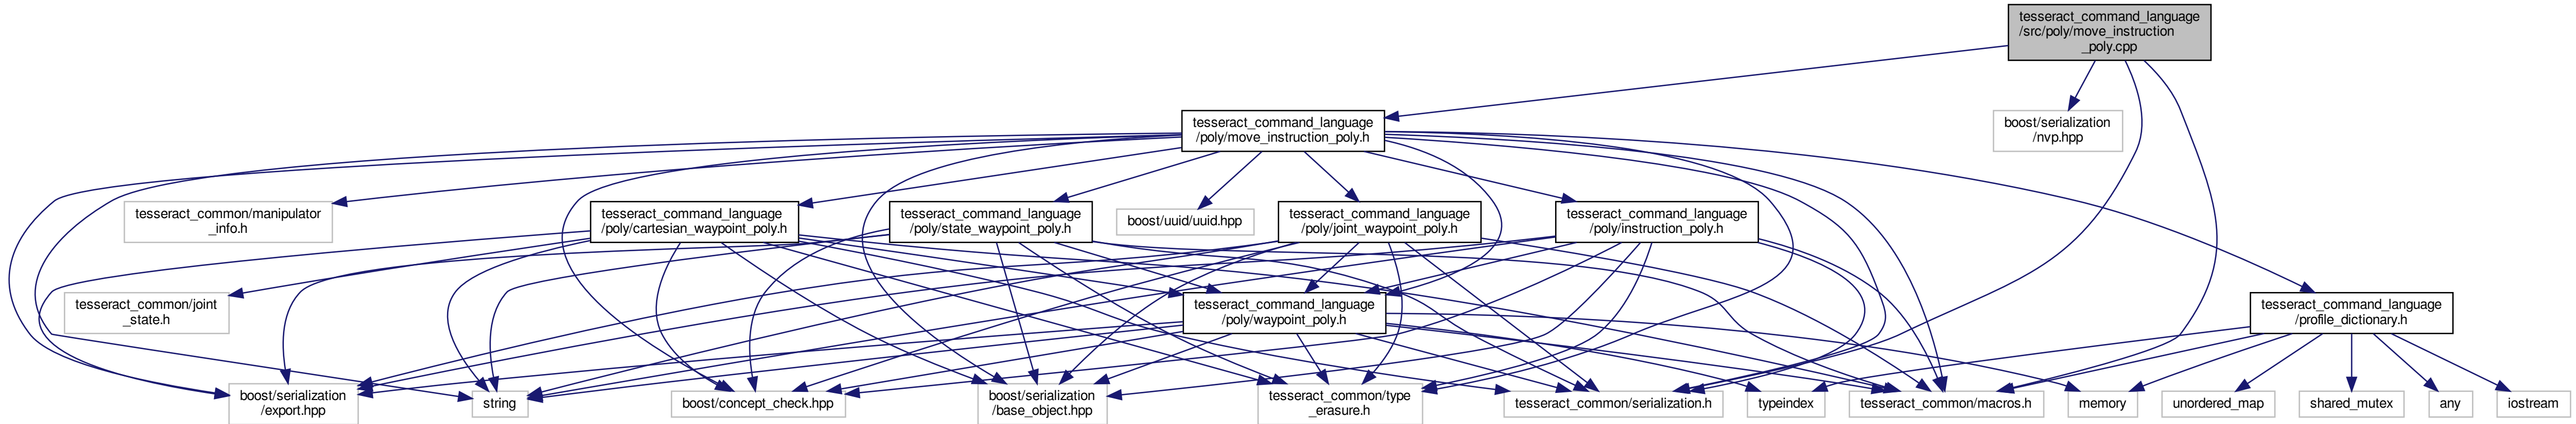 tesseract_command_language
/src/poly/move_instruction
_poly.cpp
tesseract_command_language
/poly/move_instruction_poly.h
boost/serialization
/nvp.hpp
tesseract_common/manipulator
_info.h
tesseract_command_language
/poly/cartesian_waypoint_poly.h
tesseract_command_language
/poly/state_waypoint_poly.h
boost/uuid/uuid.hpp
tesseract_command_language
/poly/joint_waypoint_poly.h
tesseract_command_language
/poly/instruction_poly.h
tesseract_common/joint
_state.h
tesseract_command_language
/poly/waypoint_poly.h
tesseract_command_language
/profile_dictionary.h
boost/serialization
/export.hpp
string
boost/concept_check.hpp
boost/serialization
/base_object.hpp
tesseract_common/type
_erasure.h
tesseract_common/serialization.h
typeindex
tesseract_common/macros.h
memory
unordered_map
shared_mutex
any
iostream